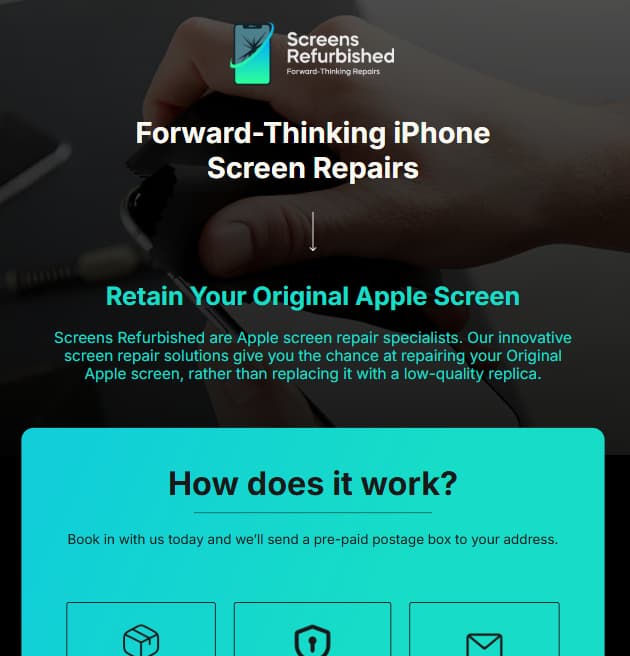 Screens
Refurbished
Forward-Thinking Repairs
Forward-Thinking iPhone
Screen Repairs
Retain Your Original Apple Screen
Screens Refurbished are Apple screen repair specialists. Our innovative
screen repair solutions give you the chance at repairing your Original
Apple screen, rather than replacing it with a low-quality replica.
How does it work?
Book in with us today and we’ll send a pre-paid postage box to your address.